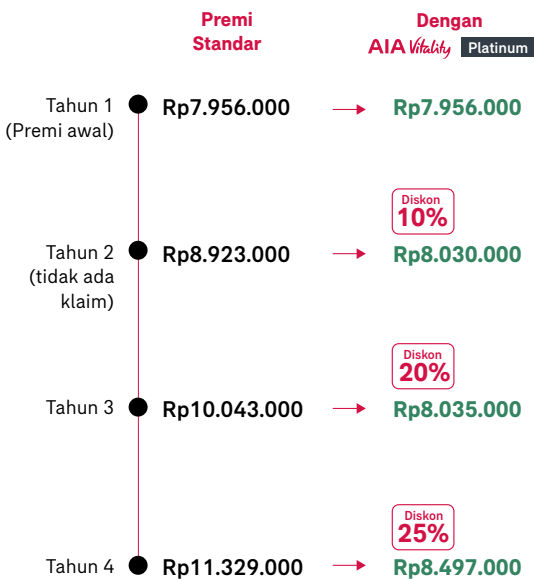 Premi
Standar
Dengan
AIA Vitality Platinum
Tahun 1
(Premi awal)
Rp7.956.000
Rp7.956.000
Diskon
10%
Tahun 2
(tidak ada
klaim)
Rp8.923.000
Rp8.030.000
Diskon
20%
Tahun 3
Rp10.043.000
Rp8.035.000
Diskon
25%
Tahun 4
Rp11.329.000
Rp8.497.000